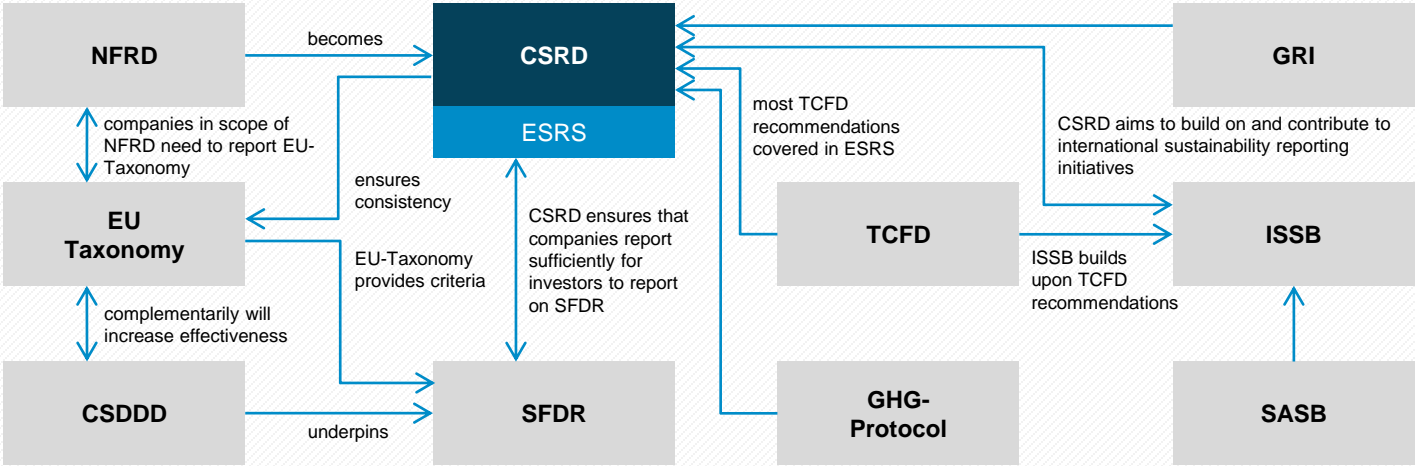 NFRD
becomes
CSRD
ESRS
GRI
companies in scope of
NFRD need to report EU-
Taxonomy
most TCFD
recommendations
covered in ESRS
CSRD aims to build on and contribute to
international sustainability reporting
initiatives
ensures
consistency
EU
Taxonomy
CSRD ensures that
companies report
sufficiently for
investors to report
on SFDR
TCFD
ISSB
EU-Taxonomy
provides criteria
ISSB builds
upon TCFD
recommendations
complementarily will
increase effectiveness
CSDDD
underpins
SFDR
GHG-
Protocol
SASB